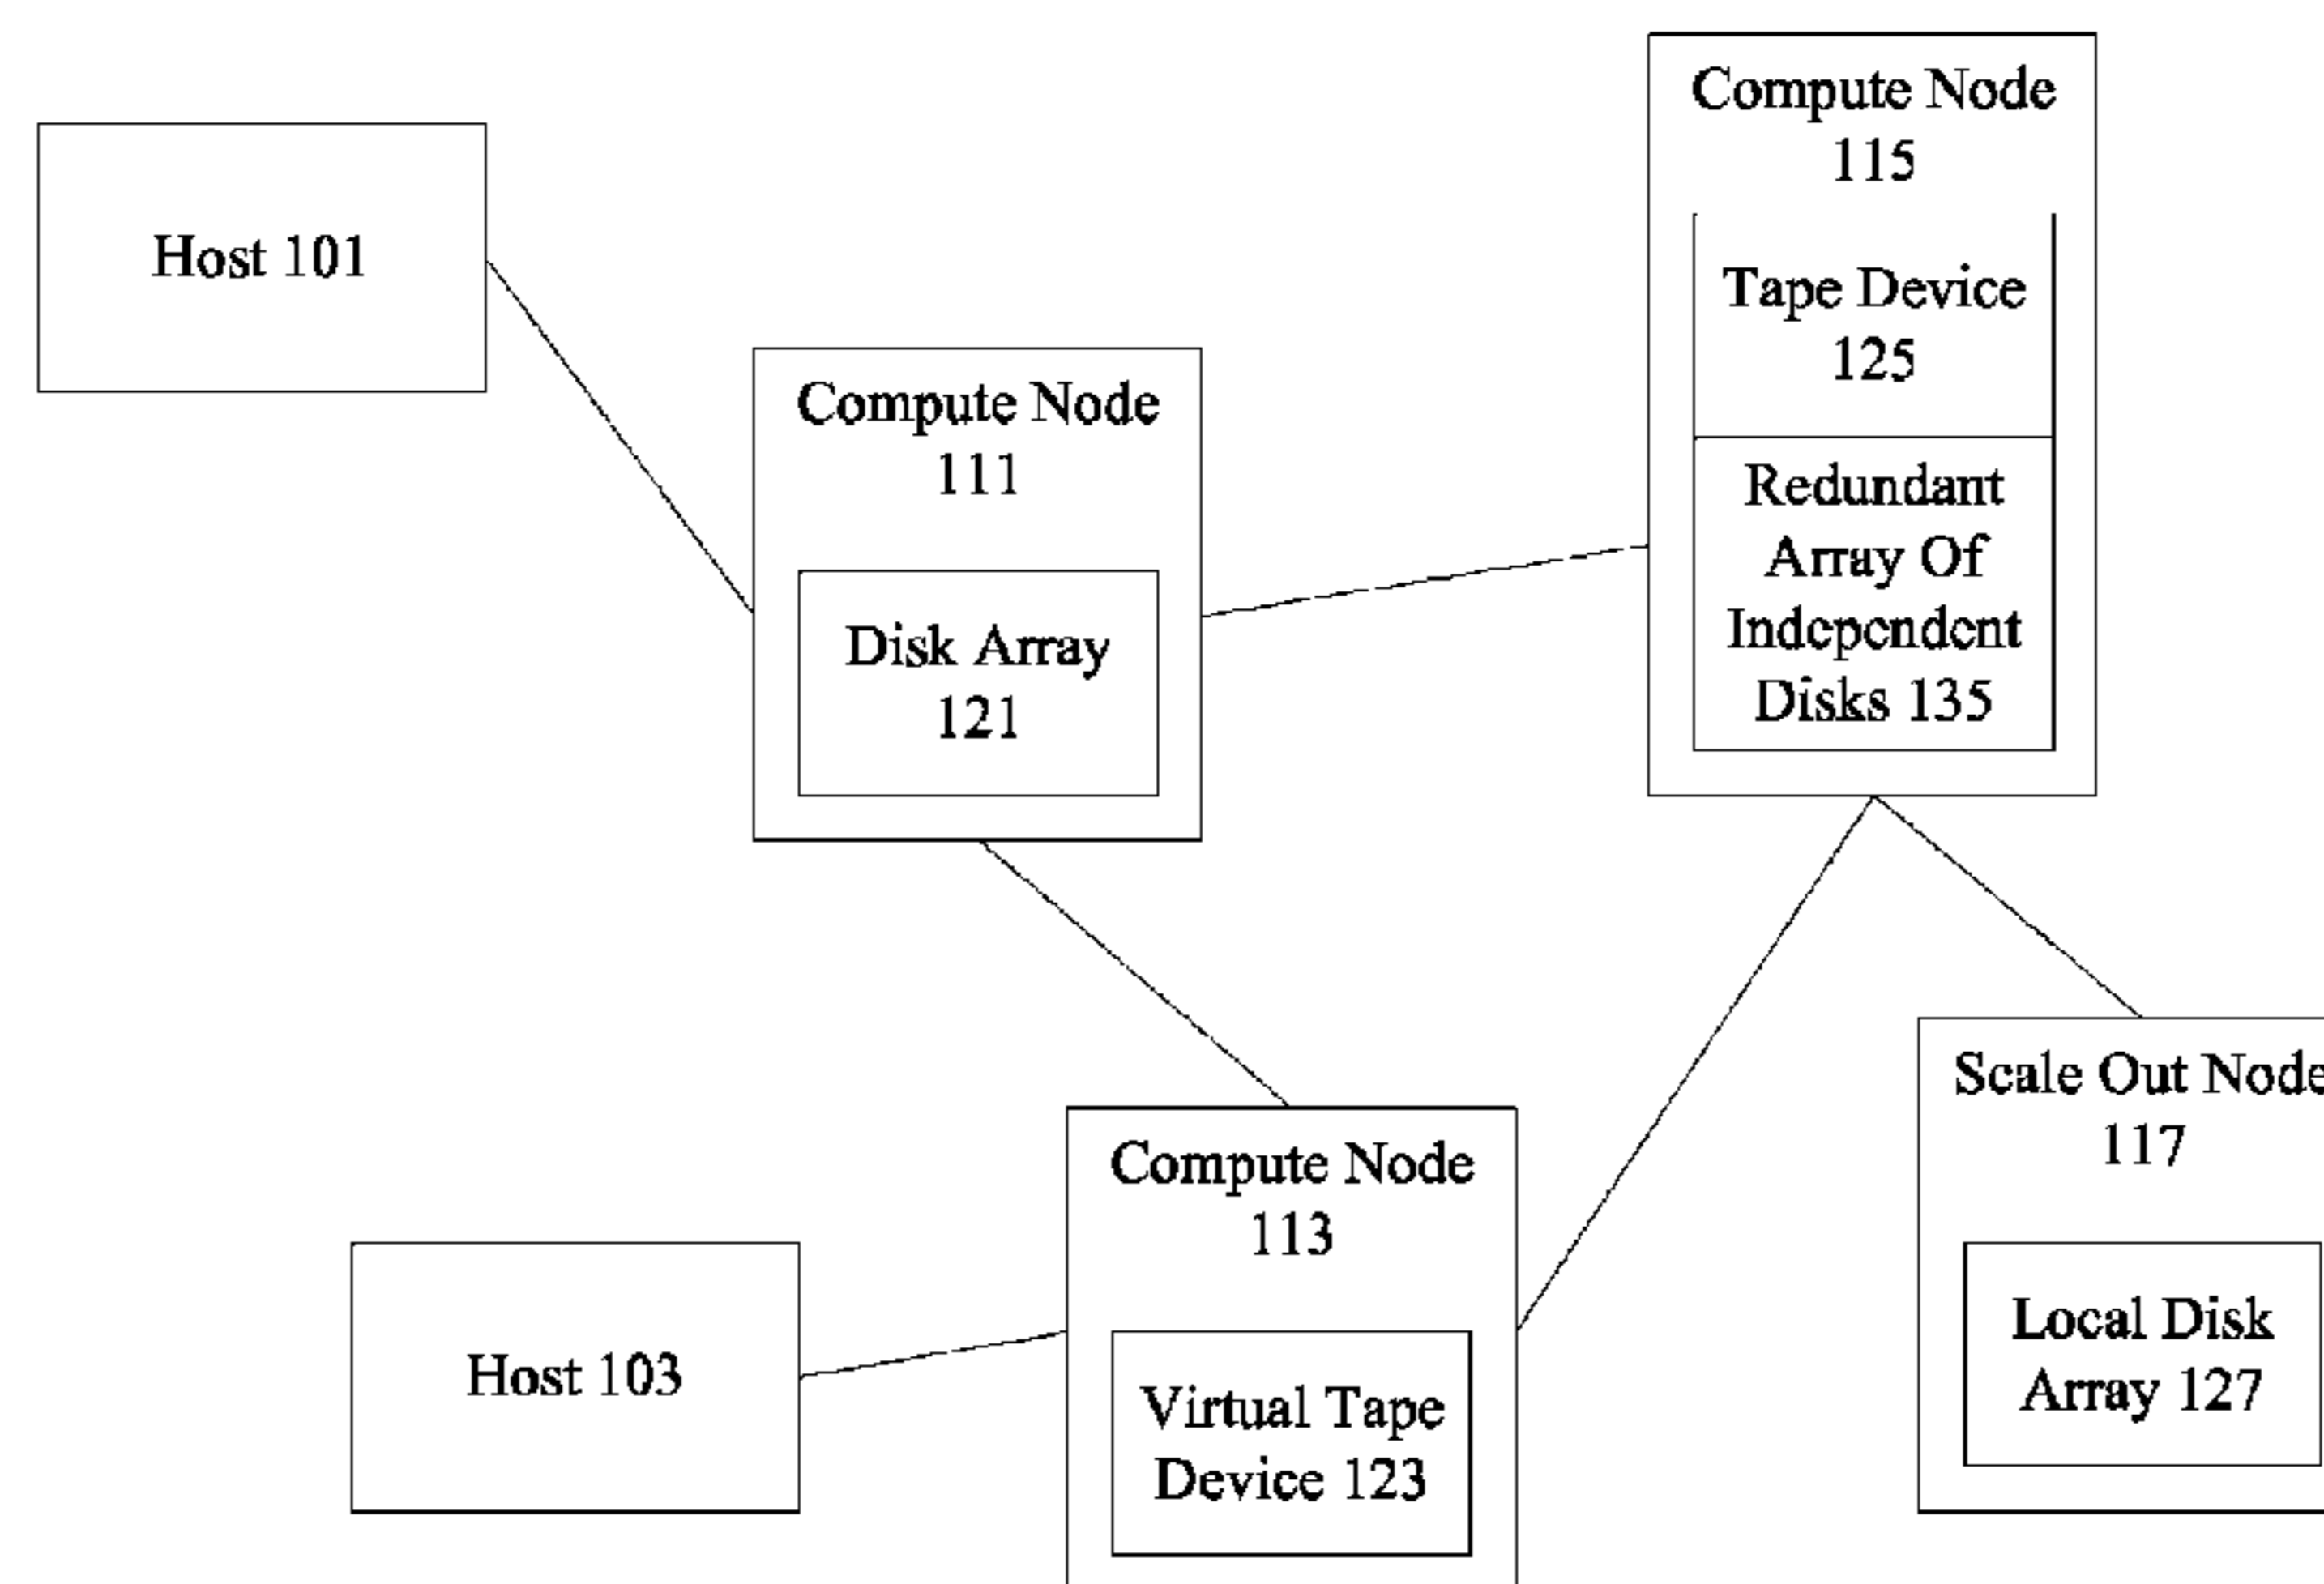 Host 101
Compute Node
111
Disk Array
121
Compute Node
115
Tape Device
125
Redundant
Array Of
Independent
Disks 135
Host 103
Compute Node
113
Virtual Tape
Device 123
Scale Out Node
117
Local Disk
Array 127